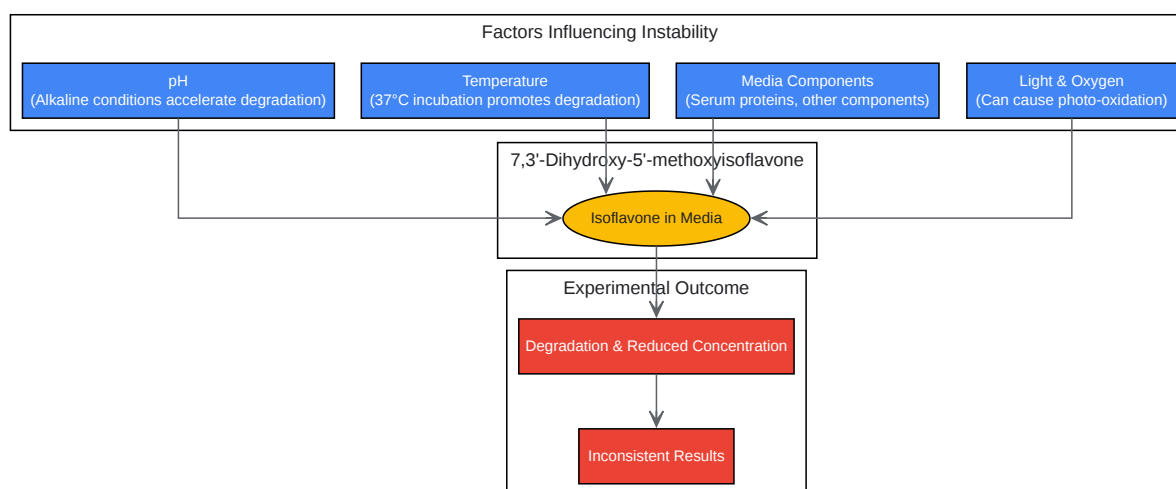 Factors Influencing Instability
pH
(Alkaline conditions accelerate degradation)
Temperature
(37°C incubation promotes degradation)
Media Components
(Serum proteins, other components)
Light & Oxygen
(Can cause photo-oxidation)
7,3'-Dihydroxy-5'-methoxyisoflavone
Isoflavone in Media
Experimental Outcome
Degradation & Reduced Concentration
Inconsistent Results